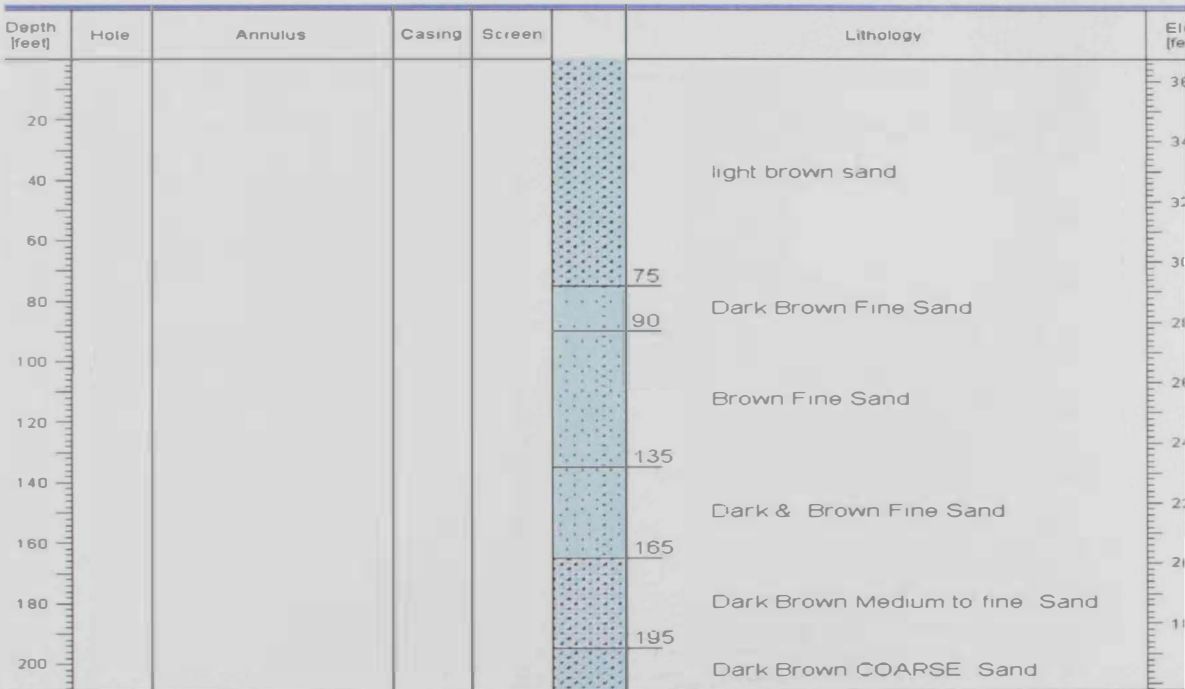 Depth Hole Annulus Casing Screen Lithology
[feet]
20
light brown sand
40
60
75
80 Dark Brown Fine Sand
90
100
Brown Fine Sand
120
135
140
Dark & Brown Fine Sand
160 165
180 Dark Brown Medium to fine Sand
195
200 Dark Brown COARSE Sand